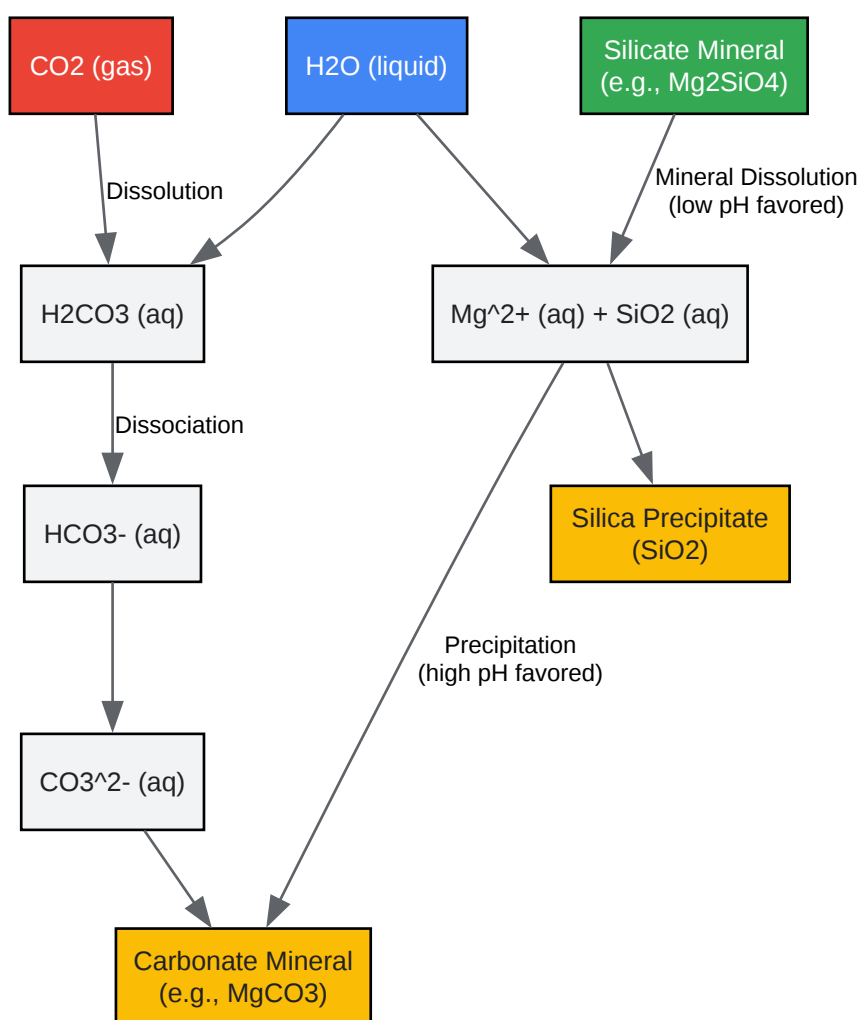 CO2 (gas)
H2O (liquid)
Silicate Mineral
(e.g., Mg2SiO4)
Dissolution
Mineral Dissolution
(low pH favored)
H2CO3 (aq)
Mg^2+ (aq) + SiO2 (aq)
Dissociation
HCO3- (aq)
Silica Precipitate
(SiO2)
Precipitation
(high pH favored)
CO3^2- (aq)
Carbonate Mineral
(e.g., MgCO3)